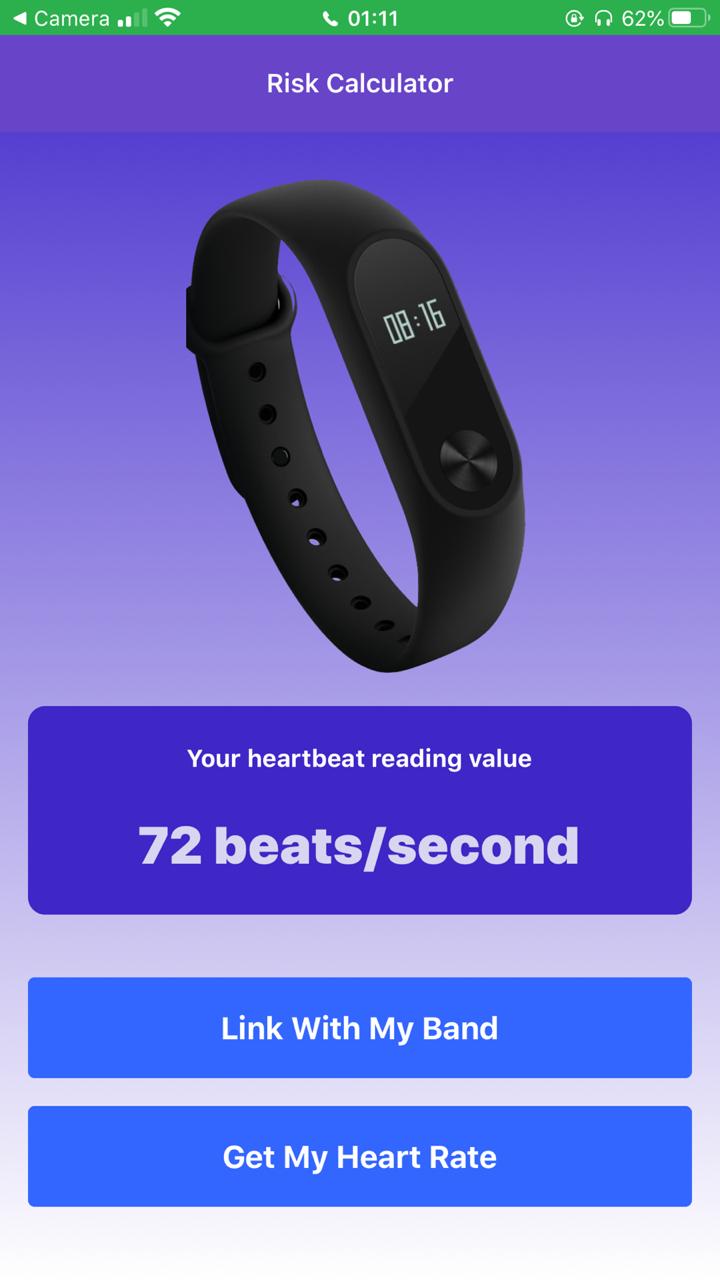 Camera 01:11 62%
Risk Calculator
08:16
Your heartbeat reading value
72 beats/second
Link With My Band
Get My Heart Rate